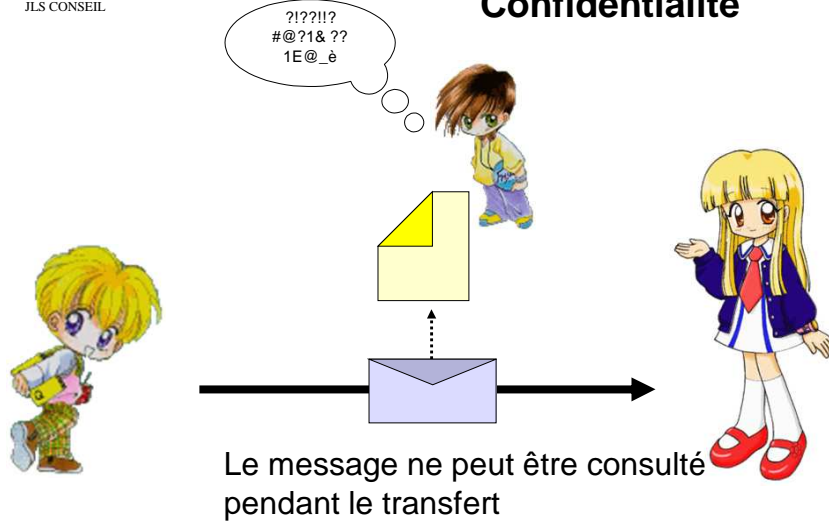 JLS CONSEIL
Confidentialité
?!??!!?
#@?1& ??
1E@_è
Le message ne peut être consulté
pendant le transfert